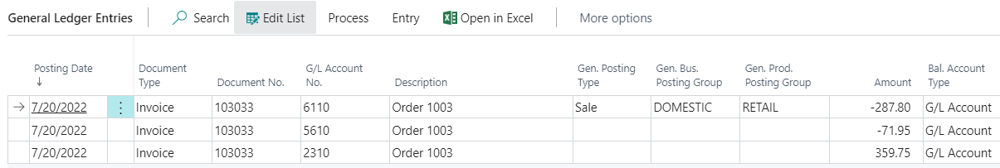 General Ledger Entries Search Edit List Process Entry Open in Excel More options
Posting Date Document Type Document No. G/L Account No. Description Gen. Posting Type Gen. Bus. Posting Group Gen. Prod. Posting Group Amount Bal. Account Type
7/20/2022 Invoice 103033 6110 Order 1003 Sale DOMESTIC RETAIL -287.80 G/L Account
7/20/2022 Invoice 103033 5610 Order 1003 -71.95 G/L Account
7/20/2022 Invoice 103033 2310 Order 1003 359.75 G/L Account